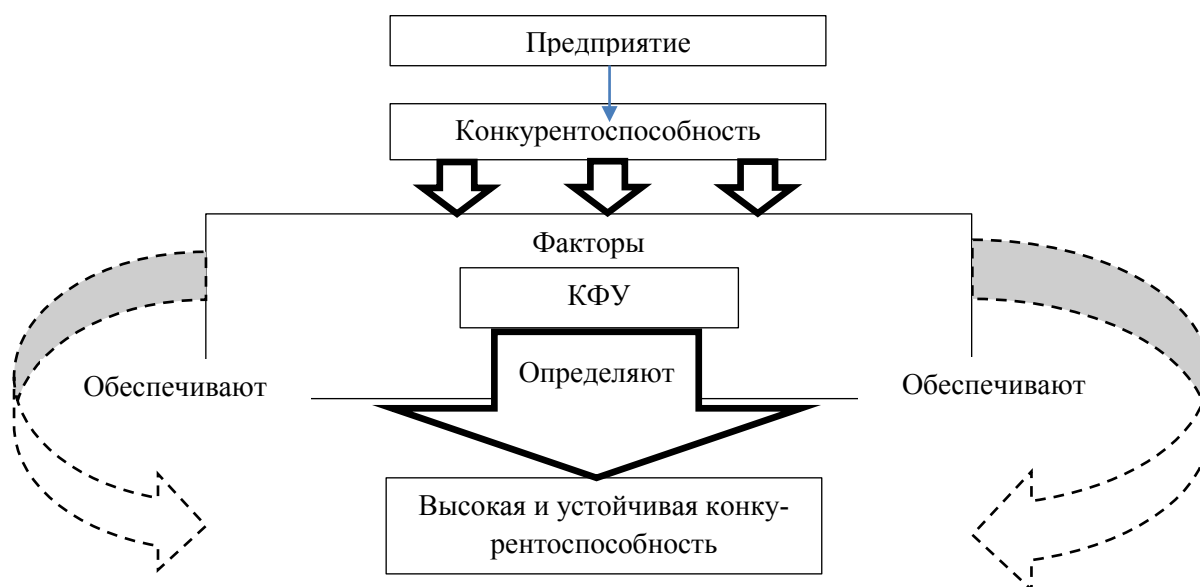 Предприятие
Конкурентоспособность
Факторы
КФУ
Определяют
Обеспечивают
Обеспечивают
Высокая и устойчивая конку-
рентоспособность